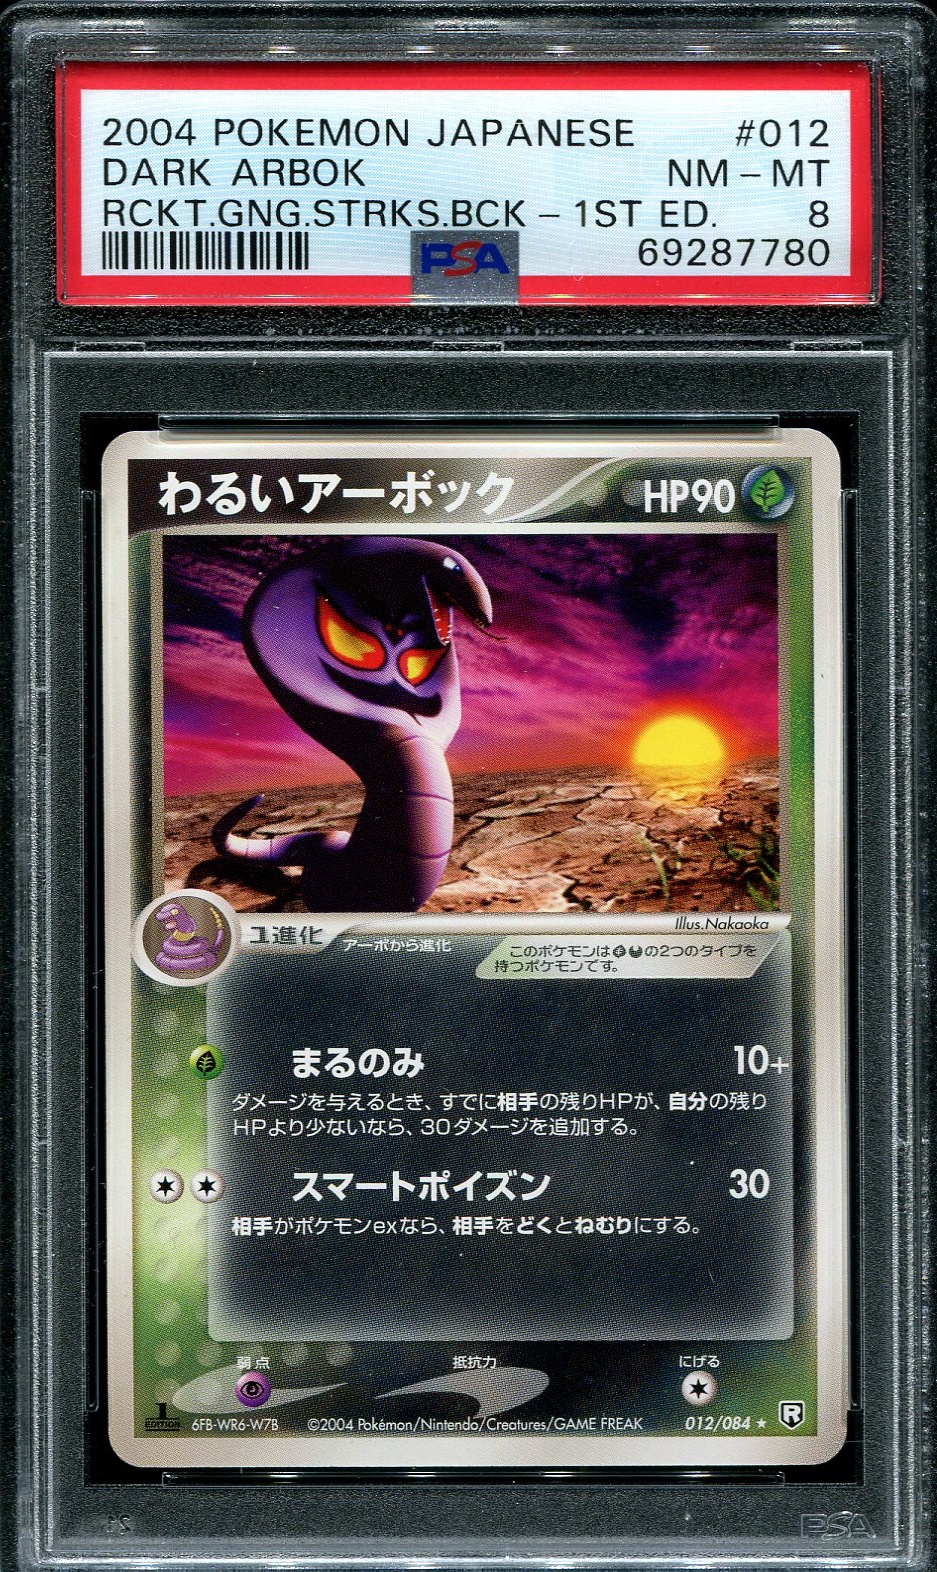 2004 POKEMON JAPANESE #012
DARK ARBOK NM - MT
RCKT.GNG.STRKS.BCK - 1ST ED. 8
PSA 69287780
わるいアーボック HP90
Illus.Nakaoka
1進化 アーボから進化
このポケモンはの2つのタイプを
持つポケモンです。
まるのみ 10+
ダメージを与えるとき、すでに相手の残りHPが、自分の残り
HPより少ないなら、30ダメージを追加する。
スマートポイズン 30
相手がポケモンexなら、相手をどくとねむりにする。
弱点 抵抗力 にげる
1 EDITION 6FB-WR6-W7B ©2004 Pokémon/Nintendo/Creatures/GAME FREAK 012/084 ★ R
PSA